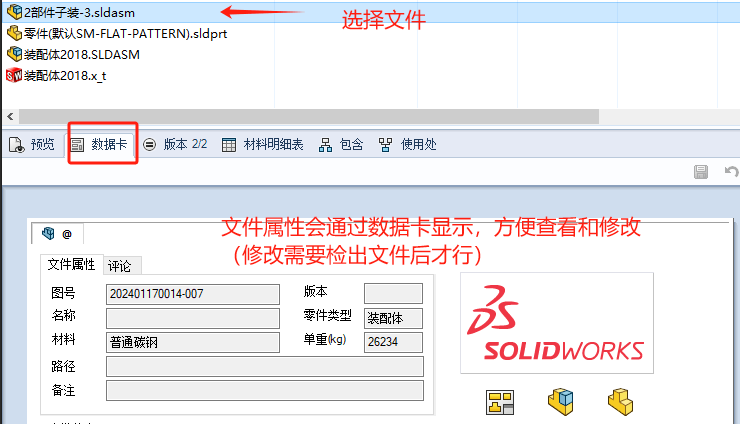 2部件子装-3.sldasm
选择文件
零件(默认SM-FLAT-PATTERN).sldprt
装配体2018.SLDASM
装配体2018.x_t
预览 数据卡 版本 2/2 材料明细表 包含 使用处
文件属性会通过数据卡显示，方便查看和修改
（修改需要检出文件后才行）
@
文件属性 评论
图号 202401170014-007 版本
名称 零件类型 装配体
材料 普通碳钢 单重(kg) 26234
路径
备注
SOLIDWORKS